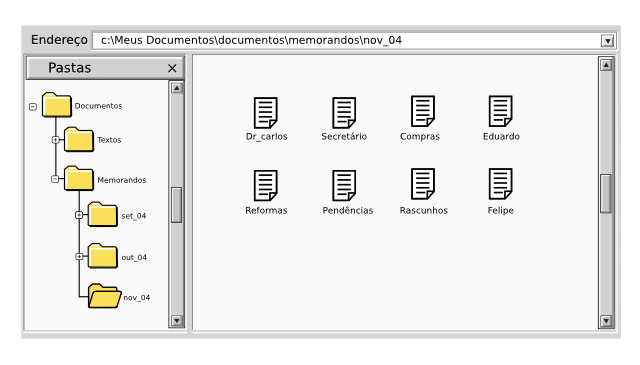 Endereço c:\Meus Documentos\documentos\memorandos\nov_04
Pastas ×
Documentos
Textos
Memorandos
set_04
out_04
nov_04
Dr_carlos Secretário Compras Eduardo
Reformas Pendências Rascunhos Felipe